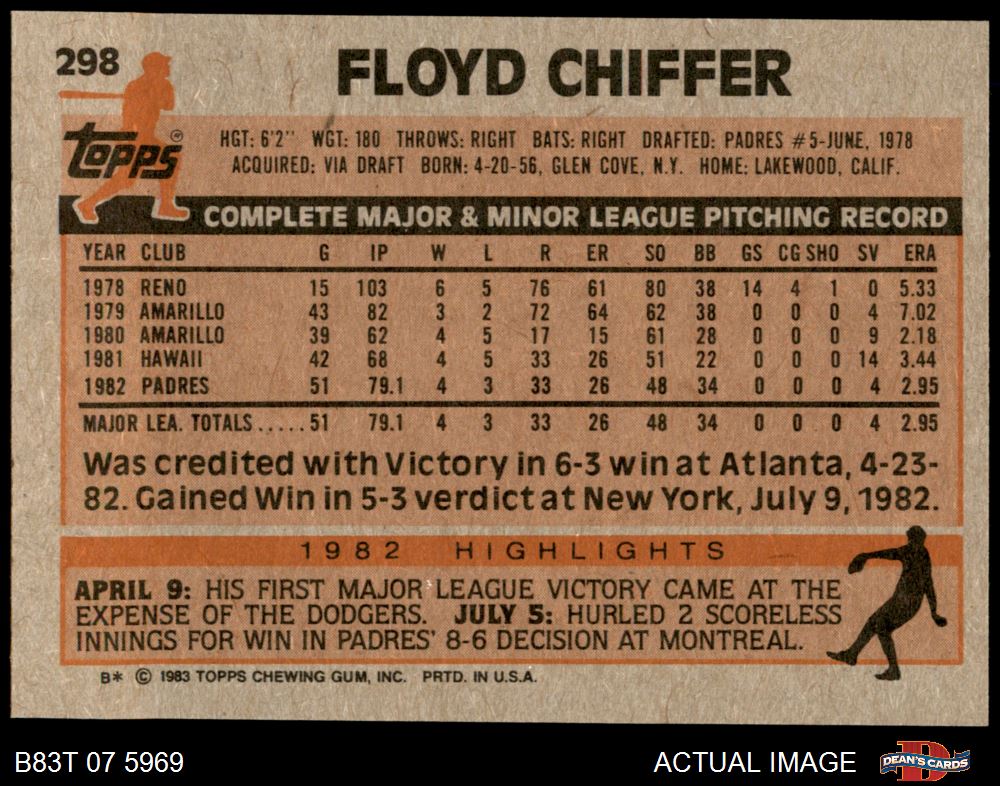 298
FLOYD CHIFFER
Topps ®
HGT: 6'2" WGT: 180 THROWS: RIGHT BATS: RIGHT DRAFTED: PADRES #5-JUNE, 1978
ACQUIRED: VIA DRAFT BORN: 4-20-56, GLEN COVE, N.Y. HOME: LAKEWOOD, CALIF.
COMPLETE MAJOR & MINOR LEAGUE PITCHING RECORD
YEAR CLUB G IP W L R ER SO BB GS CG SHO SV ERA
1978 RENO 15 103 6 5 76 61 80 38 14 4 1 0 5.33
1979 AMARILLO 43 82 3 2 72 64 62 38 0 0 0 4 7.02
1980 AMARILLO 39 62 4 5 17 15 61 28 0 0 0 9 2.18
1981 HAWAII 42 68 4 5 33 26 51 22 0 0 0 14 3.44
1982 PADRES 51 79.1 4 3 33 26 48 34 0 0 0 4 2.95
MAJOR LEA. TOTALS.....51 79.1 4 3 33 26 48 34 0 0 0 4 2.95
Was credited with Victory in 6-3 win at Atlanta, 4-23-
82. Gained Win in 5-3 verdict at New York, July 9, 1982.
1982 HIGHLIGHTS
APRIL 9: HIS FIRST MAJOR LEAGUE VICTORY CAME AT THE
EXPENSE OF THE DODGERS. JULY 5: HURLED 2 SCORELESS
INNINGS FOR WIN IN PADRES' 8-6 DECISION AT MONTREAL.
B* © 1983 TOPPS CHEWING GUM, INC. PRTD. IN U.S.A.
B83T 07 5969 ACTUAL IMAGE D DEAN'S CARDS